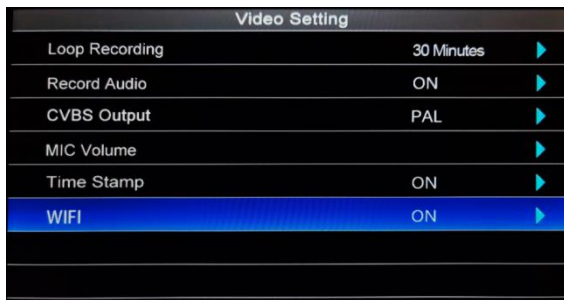 Video Setting
Loop Recording 30 Minutes
Record Audio ON
CVBS Output PAL
MIC Volume
Time Stamp ON
WIFI ON